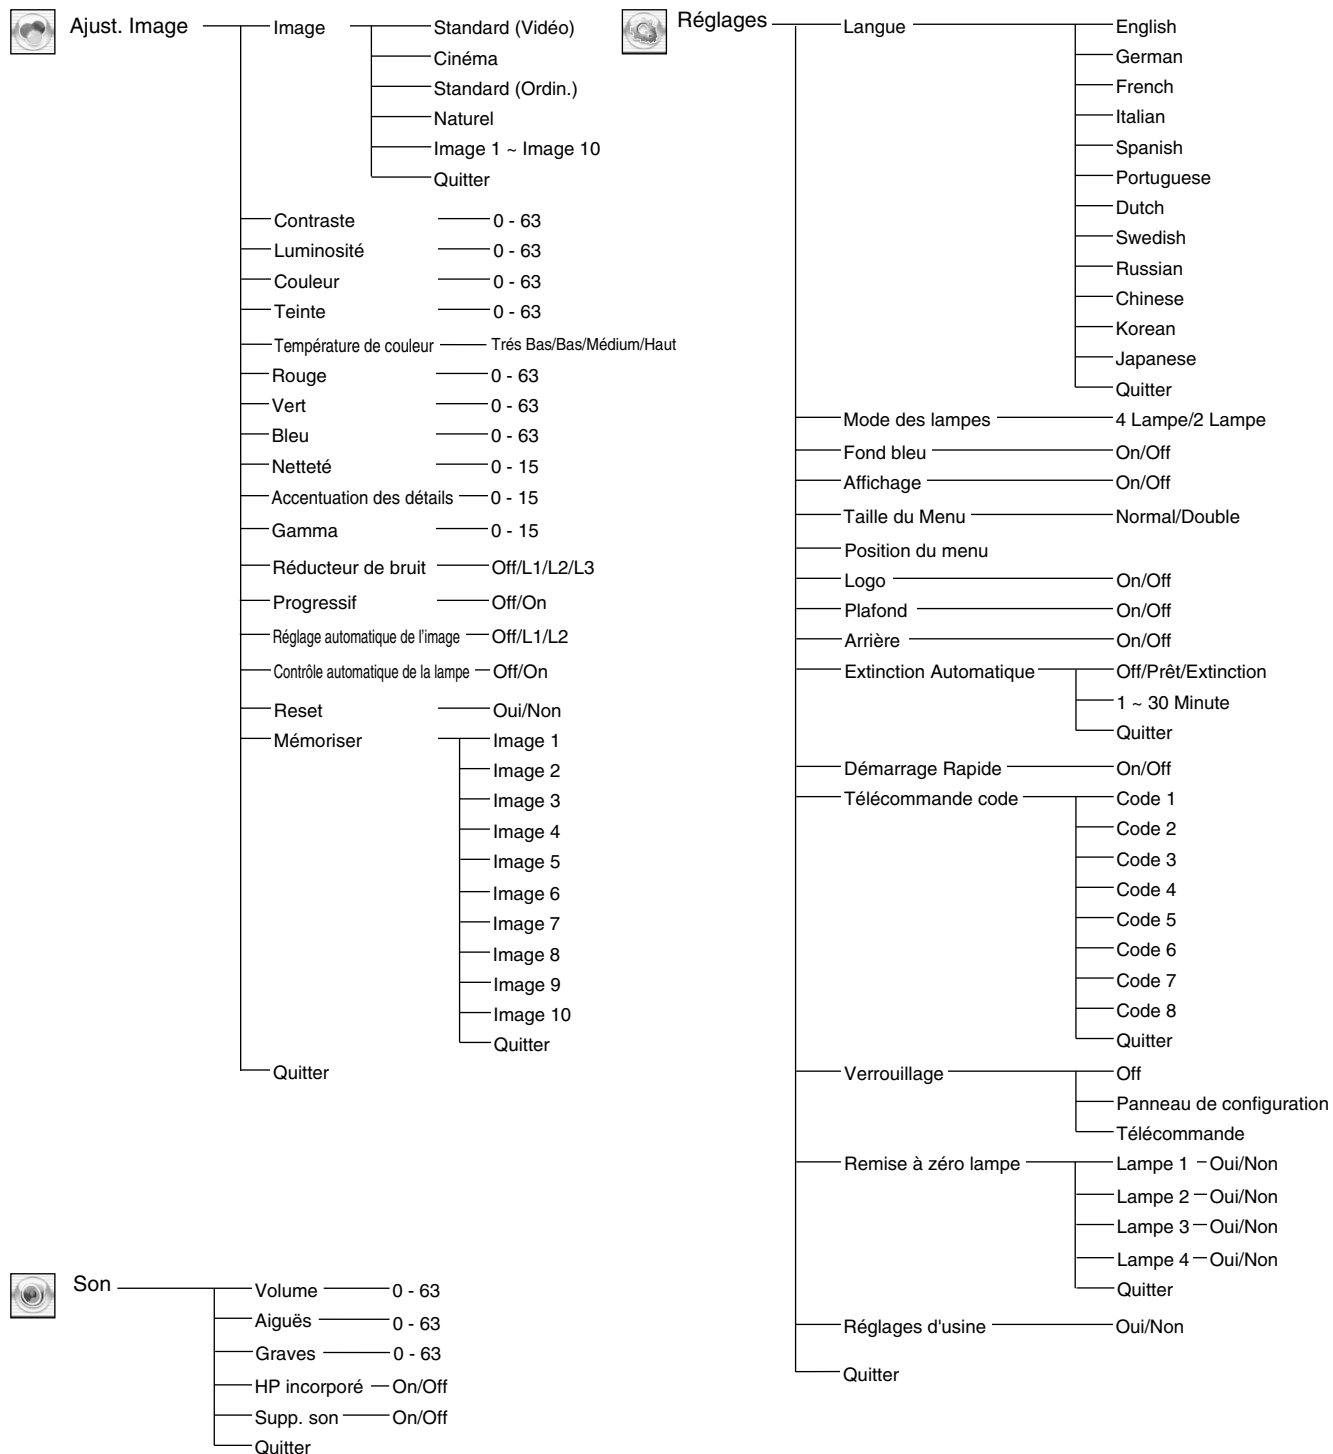 Ajust. Image
Image
Standard (Vidéo)
Cinéma
Standard (Ordin.)
Naturel
Image 1 ~ Image 10
Quitter
Contraste 0 - 63
Luminosité 0 - 63
Couleur 0 - 63
Teinte 0 - 63
Température de couleur Trés Bas/Bas/Médium/Haut
Rouge 0 - 63
Vert 0 - 63
Bleu 0 - 63
Netteté 0 - 15
Accentuation des détails 0 - 15
Gamma 0 - 15
Réducteur de bruit Off/L1/L2/L3
Progressif Off/On
Réglage automatique de l'image Off/L1/L2
Contrôle automatique de la lampe Off/On
Reset Oui/Non
Mémoriser Image 1
Image 2
Image 3
Image 4
Image 5
Image 6
Image 7
Image 8
Image 9
Image 10
Quitter
Quitter
Son
Volume 0 - 63
Aiguës 0 - 63
Graves 0 - 63
HP incorporé On/Off
Supp. son On/Off
Quitter
Réglages
Langue English
German
French
Italian
Spanish
Portuguese
Dutch
Swedish
Russian
Chinese
Korean
Japanese
Quitter
Mode des lampes 4 Lampe/2 Lampe
Fond bleu On/Off
Affichage On/Off
Taille du Menu Normal/Double
Position du menu
Logo On/Off
Plafond On/Off
Arrière On/Off
Extinction Automatique Off/Prêt/Extinction
1 ~ 30 Minute
Quitter
Démarrage Rapide On/Off
Télécommande code Code 1
Code 2
Code 3
Code 4
Code 5
Code 6
Code 7
Code 8
Quitter
Verrouillage Off
Panneau de configuration
Télécommande
Remise à zéro lampe Lampe 1 Oui/Non
Lampe 2 Oui/Non
Lampe 3 Oui/Non
Lampe 4 Oui/Non
Quitter
Réglages d'usine Oui/Non
Quitter